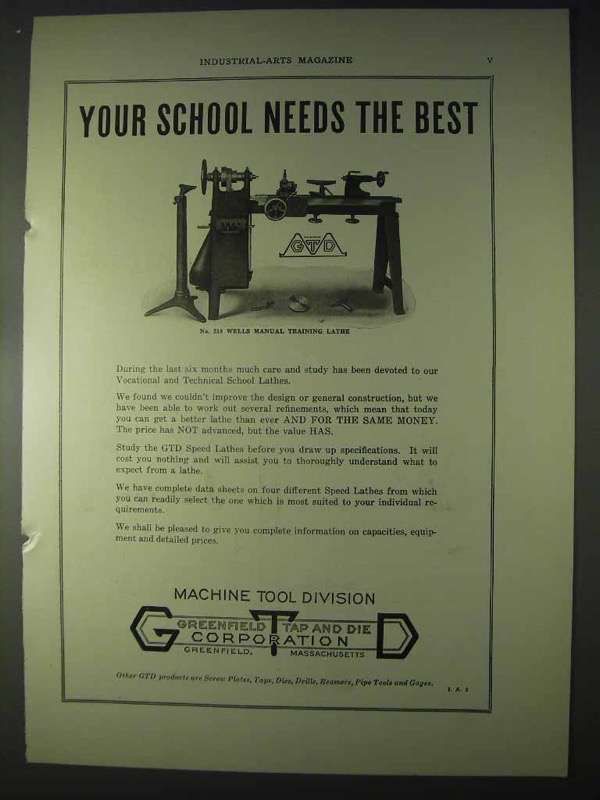 INDUSTRIAL-ARTS MAGAZINE V
YOUR SCHOOL NEEDS THE BEST
GTD
No. 218 WELLS MANUAL TRAINING LATHE
During the last six months much care and study has been devoted to our
Vocational and Technical School Lathes.
We found we couldn't improve the design or general construction, but we
have been able to work out several refinements, which mean that today
you can get a better lathe than ever AND FOR THE SAME MONEY.
The price has NOT advanced, but the value HAS.
Study the GTD Speed Lathes before you draw up specifications. It will
cost you nothing and will assist you to thoroughly understand what to
expect from a lathe.
We have complete data sheets on four different Speed Lathes from which
you can readily select the one which is most suited to your individual re-
quirements.
We shall be pleased to give you complete information on capacities, equip-
ment and detailed prices.
MACHINE TOOL DIVISION
GTD
GREENFIELD TAP AND DIE
CORPORATION
GREENFIELD, MASSACHUSETTS
Other GTD products are Screw Plates, Taps, Dies, Drills, Reamers, Pipe Tools and Gages.